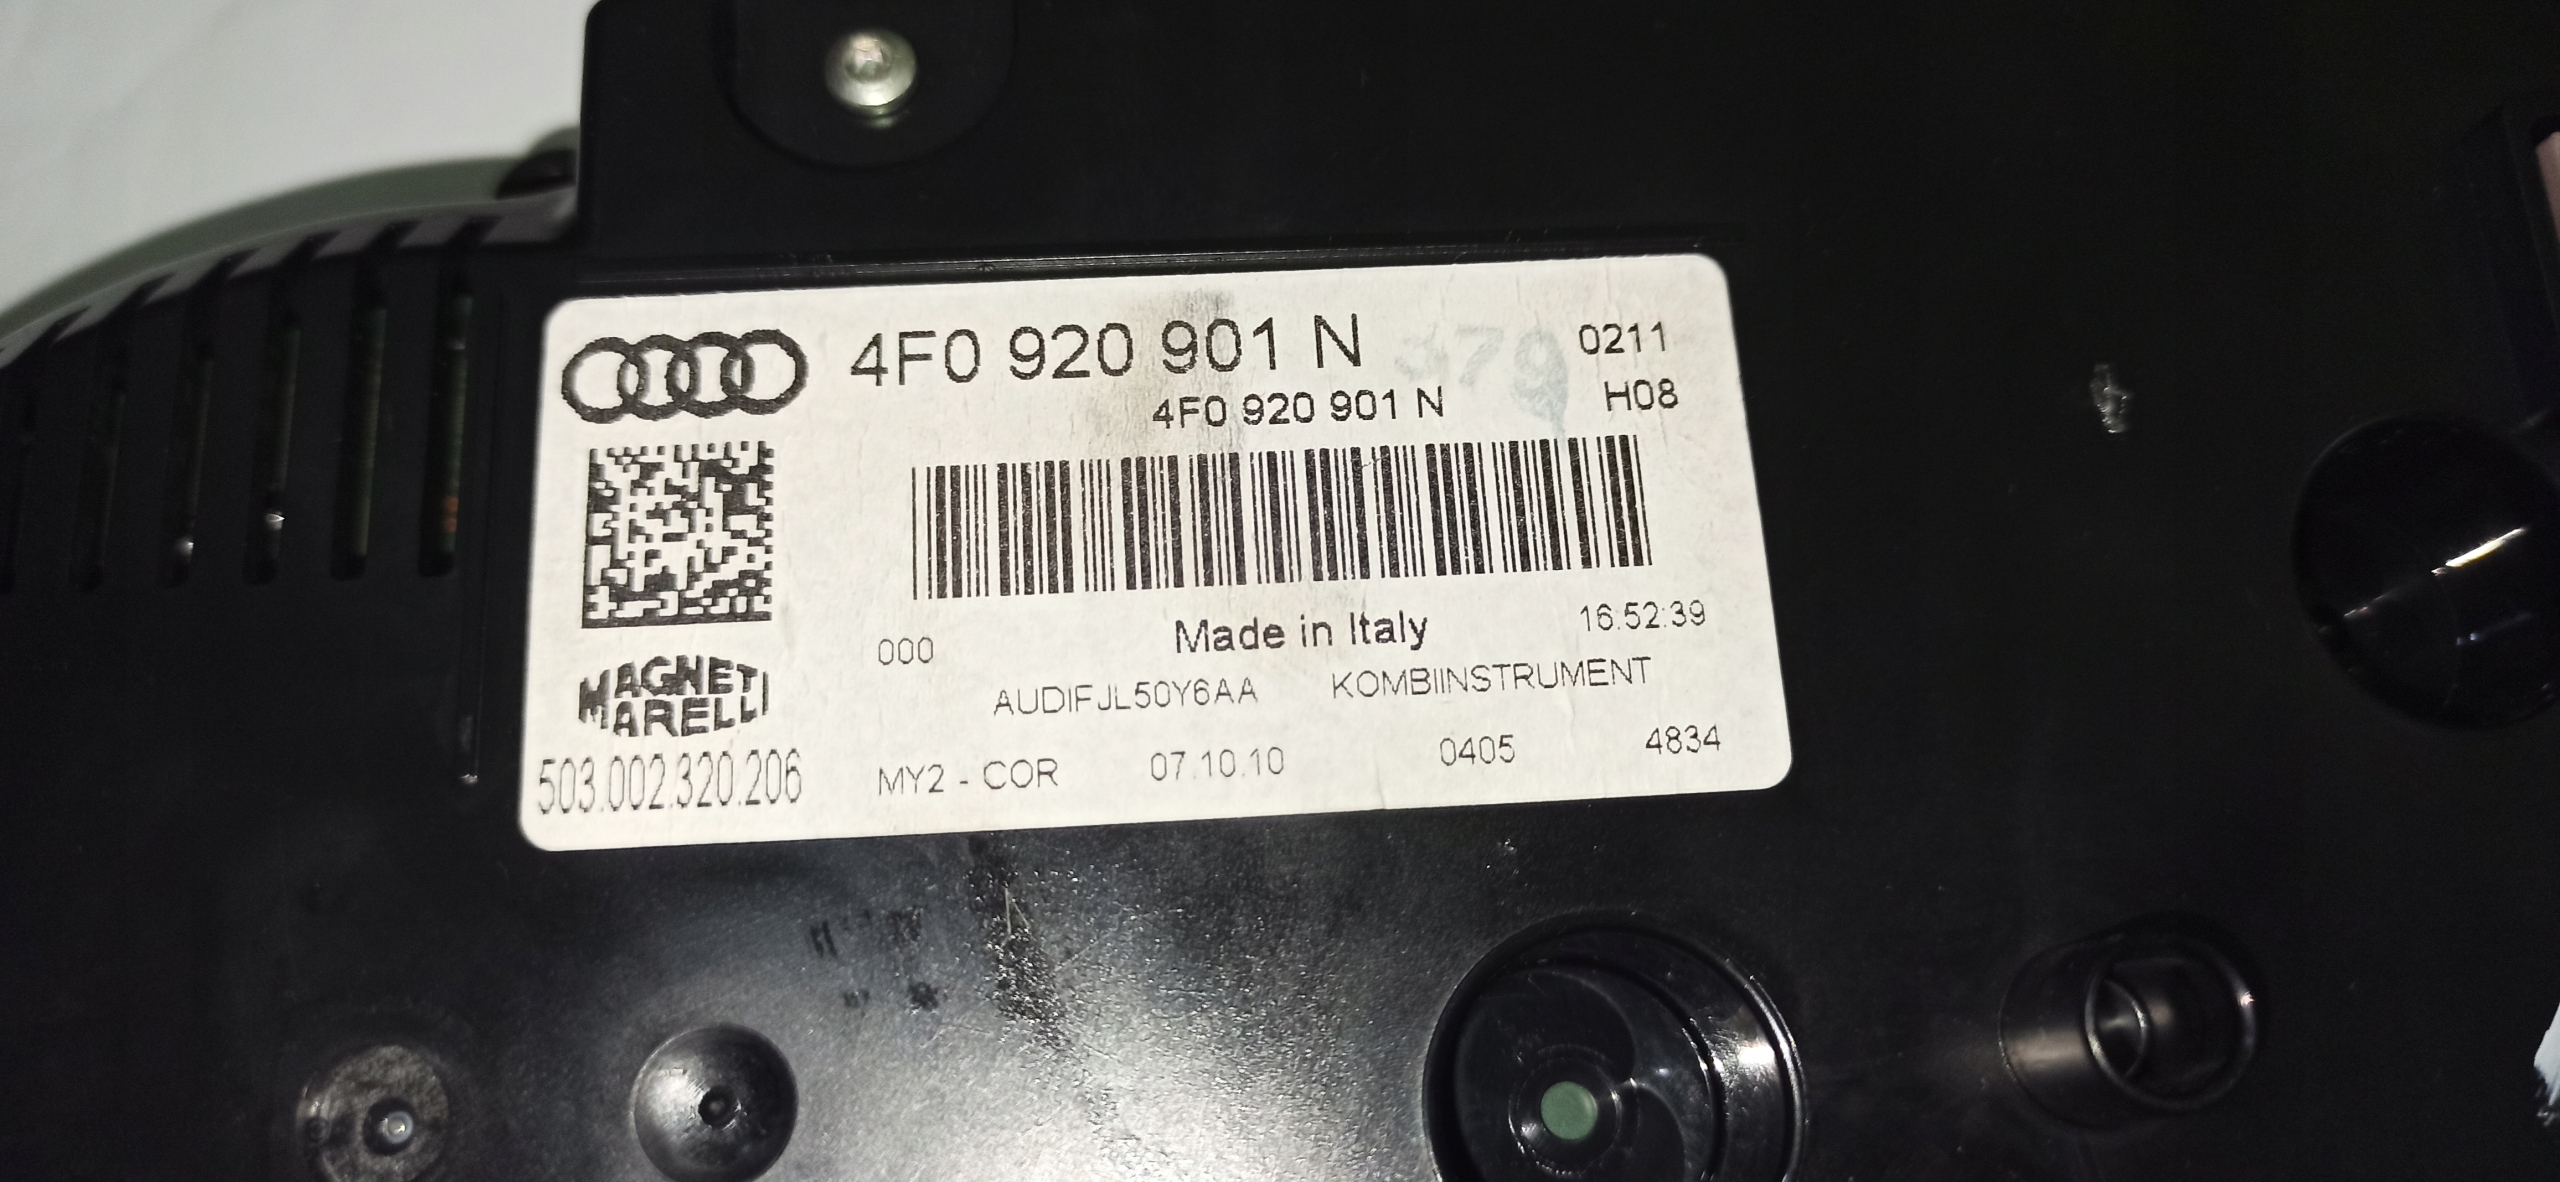 4F0 920 901 N 379 0211
4F0 920 901 N H08
Made in Italy 16:52:39
000
AUDIFJL50Y6AA KOMBIINSTRUMENT
MAGNETI
MARELLI
503.002.320.206 MY2 - COR 07.10.10 0405 4834